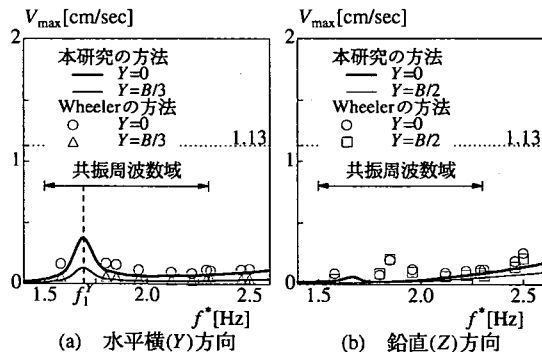 V_max[cm/sec]
2
本研究の方法
Y=0
Y=B/3
Wheelerの方法
Y=0
Y=B/3
1.13
1
共振周波数域
0
1.5
f_1^Y
2.0
2.5
f^*[Hz]
(a) 水平横(Y)方向
V_max[cm/sec]
2
本研究の方法
Y=0
Y=B/2
Wheelerの方法
Y=0
Y=B/2
1.13
1
共振周波数域
0
1.5
2.0
2.5
f^*[Hz]
(b) 鉛直(Z)方向